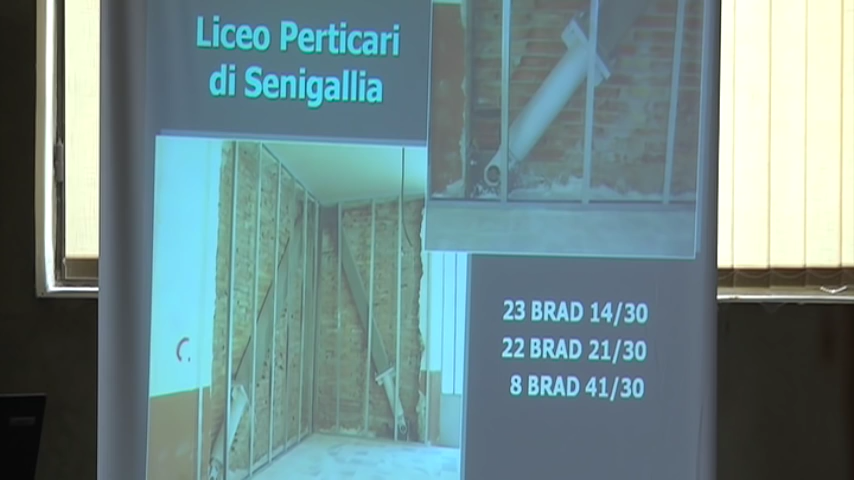 Liceo Perticari
di Senigallia
23 BRAD 14/30
22 BRAD 21/30
8 BRAD 41/30